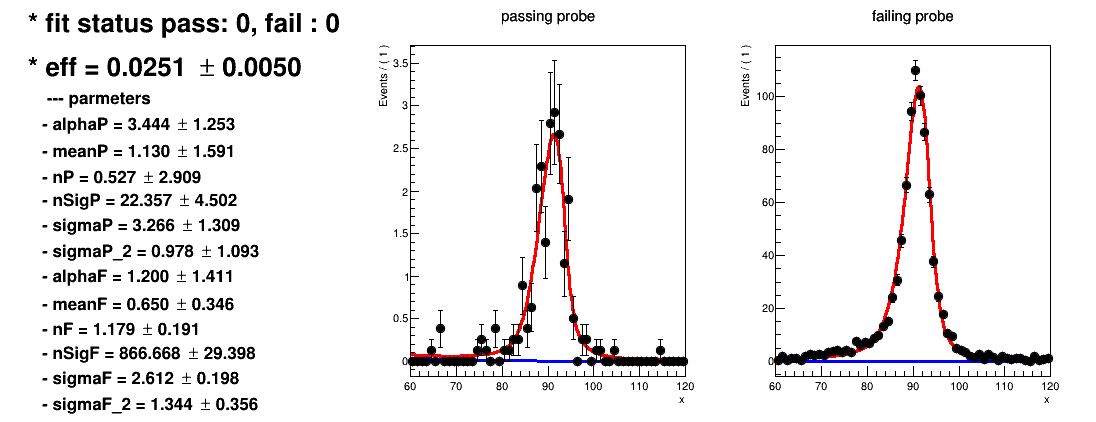 * fit status pass: 0, fail : 0
* eff = 0.0251 ± 0.0050
--- parmeters
- alphaP = 3.444 ± 1.253
- meanP = 1.130 ± 1.591
- nP = 0.527 ± 2.909
- nSigP = 22.357 ± 4.502
- sigmaP = 3.266 ± 1.309
- sigmaP_2 = 0.978 ± 1.093
- alphaF = 1.200 ± 1.411
- meanF = 0.650 ± 0.346
- nF = 1.179 ± 0.191
- nSigF = 866.668 ± 29.398
- sigmaF = 2.612 ± 0.198
- sigmaF_2 = 1.344 ± 0.356
passing probe
Events / ( 1 )
3.5
3
2.5
2
1.5
1
0.5
0
60 70 80 90 100 110 120
x
failing probe
Events / ( 1 )
100
80
60
40
20
0
60 70 80 90 100 110 120
x